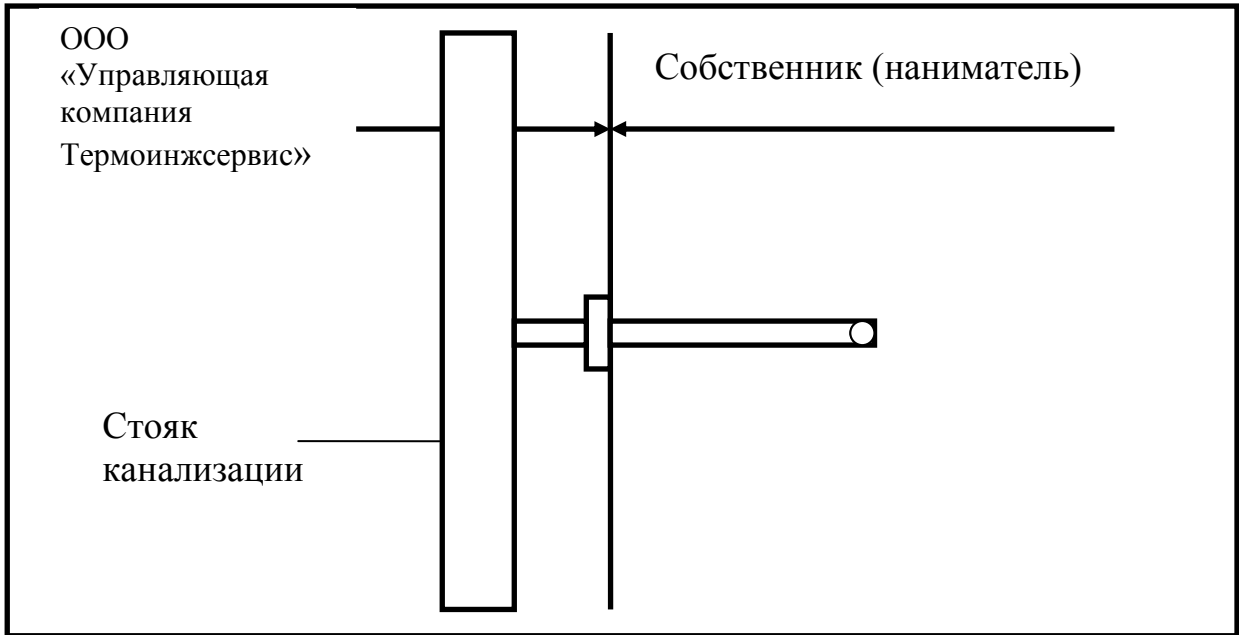 ООО
«Управляющая
компания
Термоинжсервис»
Собственник (наниматель)
Стояк
канализации